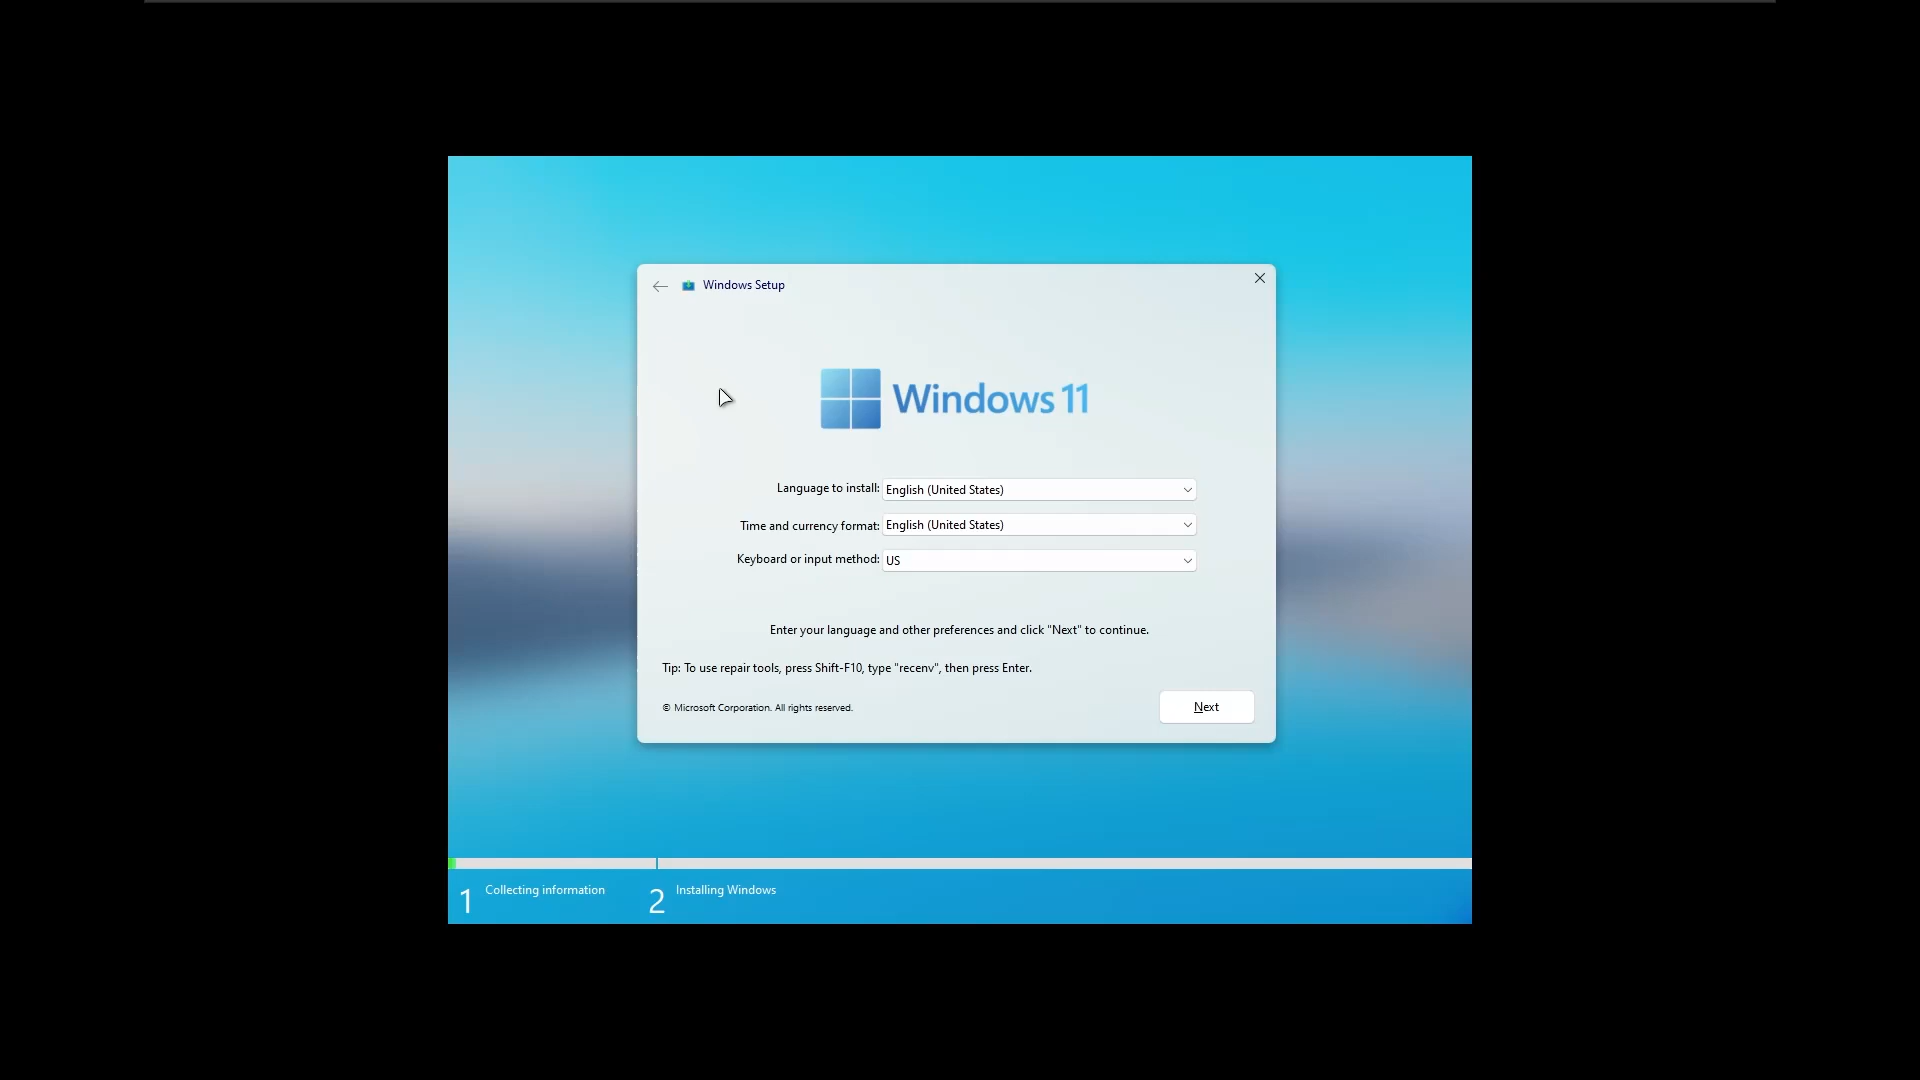 Windows Setup
Windows 11
Language to install: English (United States)
Time and currency format: English (United States)
Keyboard or input method: US
Enter your language and other preferences and click "Next" to continue.
Tip: To use repair tools, press Shift-F10, type "recenv", then press Enter.
© Microsoft Corporation. All rights reserved.
Next
1 Collecting information
2 Installing Windows